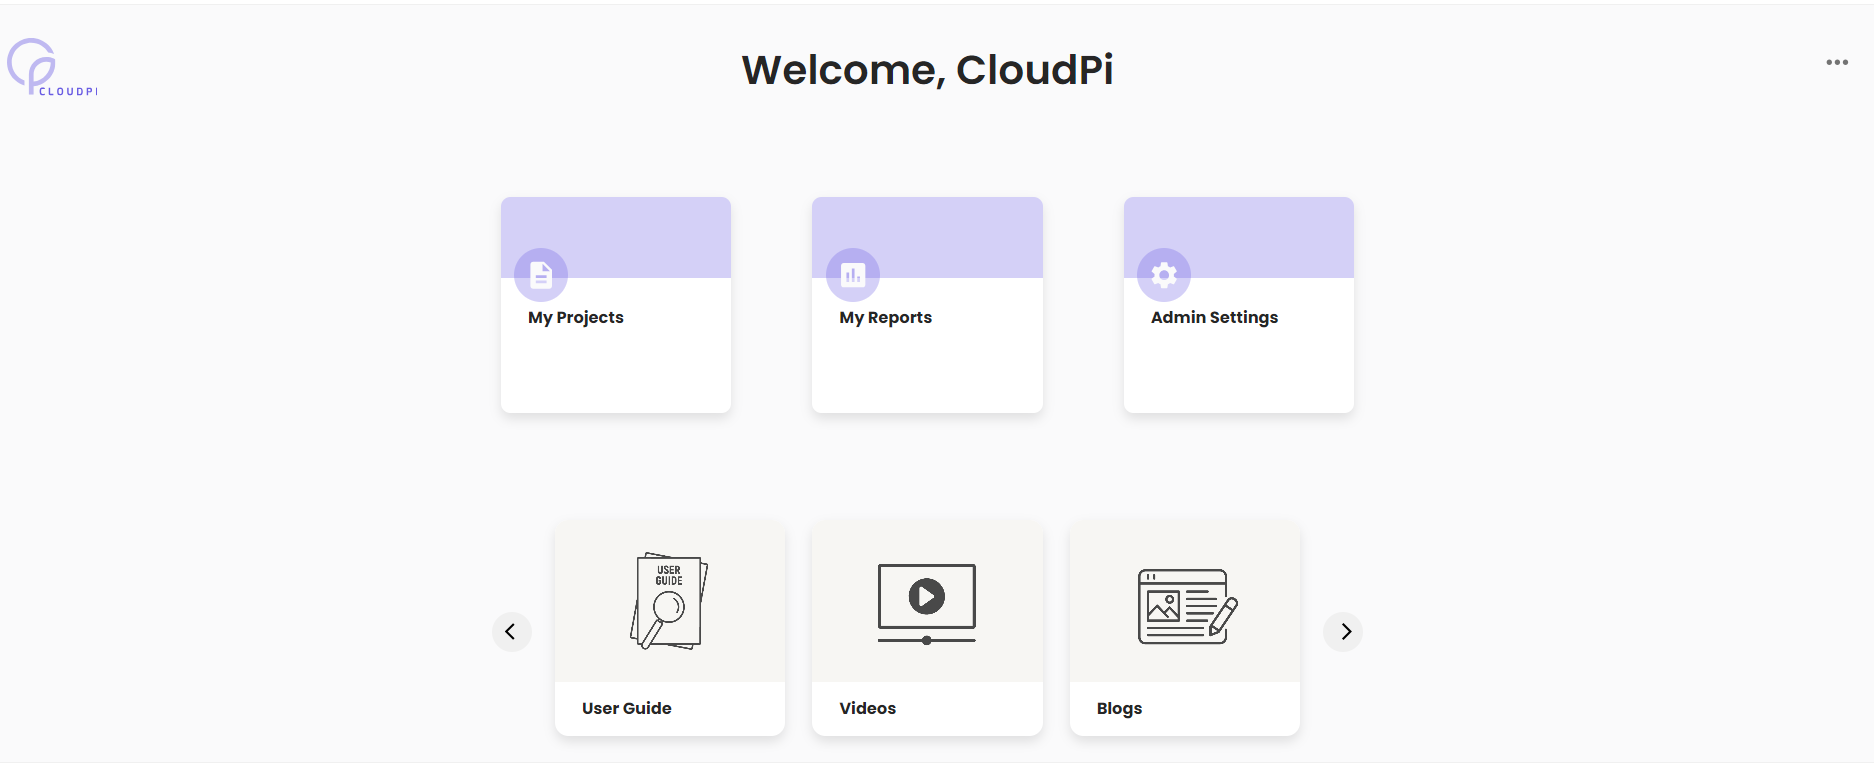 CLOUDPI
Welcome, CloudPi
My Projects
My Reports
Admin Settings
USER
GUIDE
User Guide
Videos
Blogs